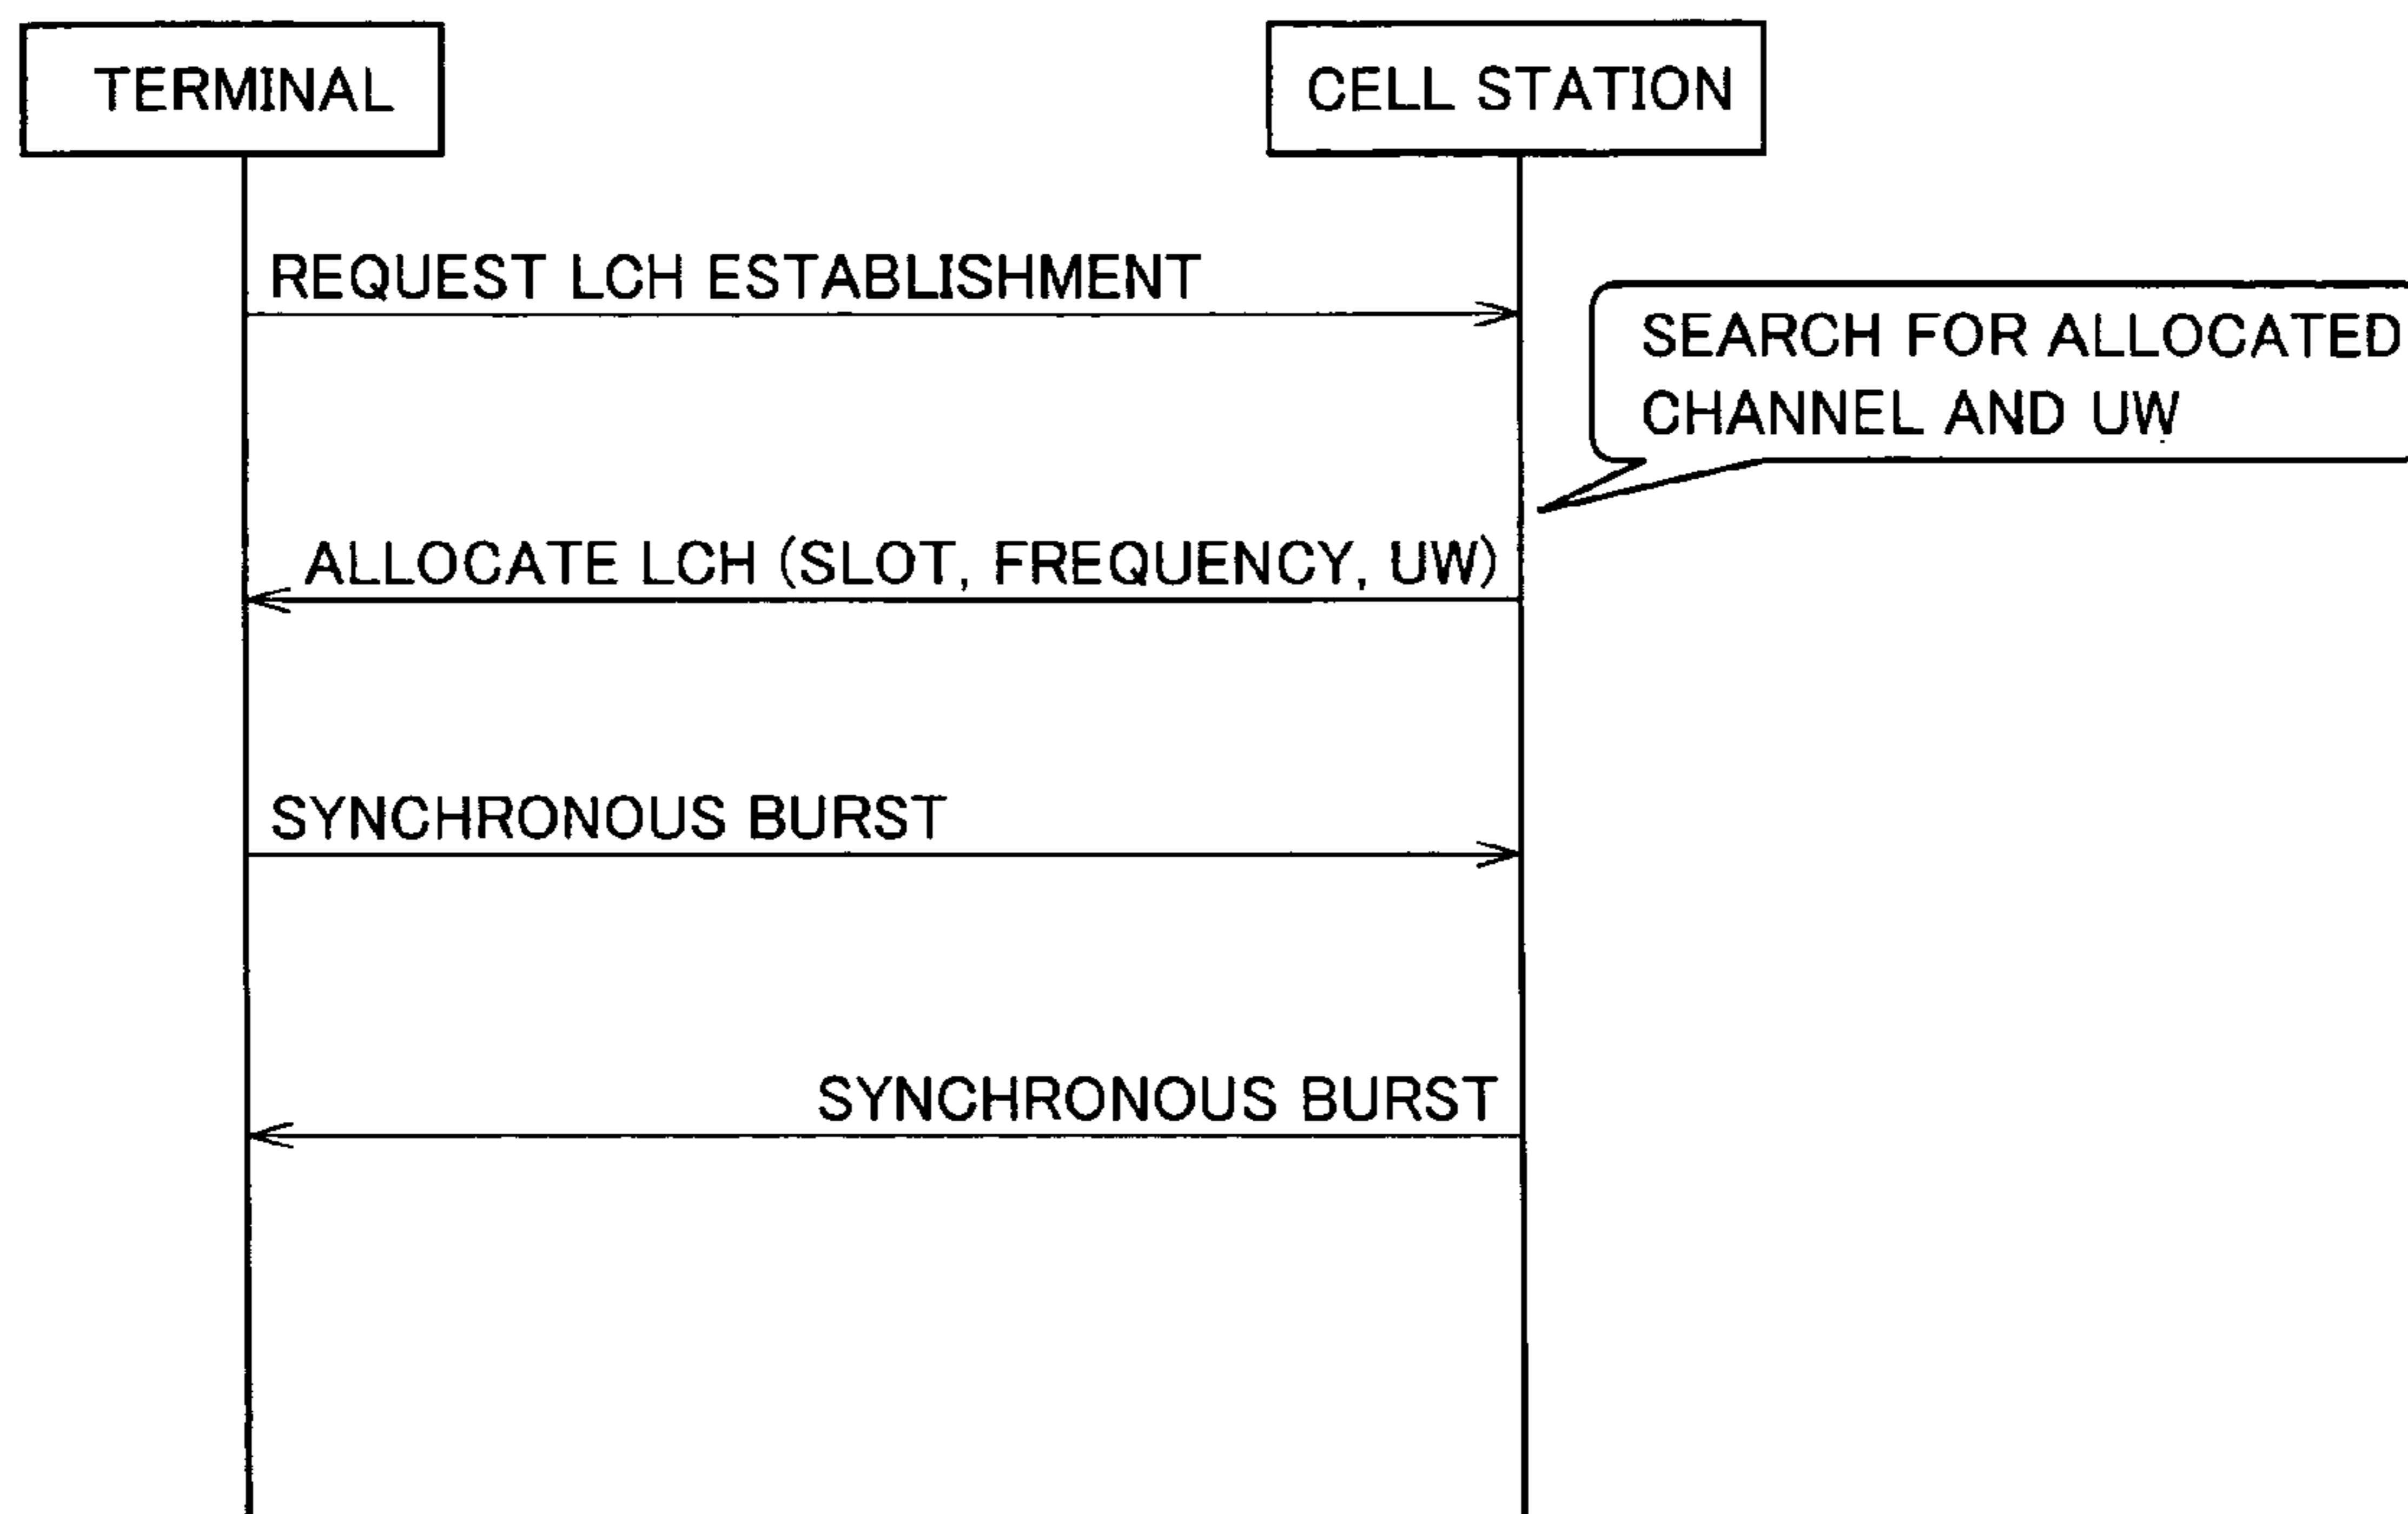 TERMINAL
CELL STATION
REQUEST LCH ESTABLISHMENT
SEARCH FOR ALLOCATED
CHANNEL AND UW
ALLOCATE LCH (SLOT, FREQUENCY, UW)
SYNCHRONOUS BURST
SYNCHRONOUS BURST